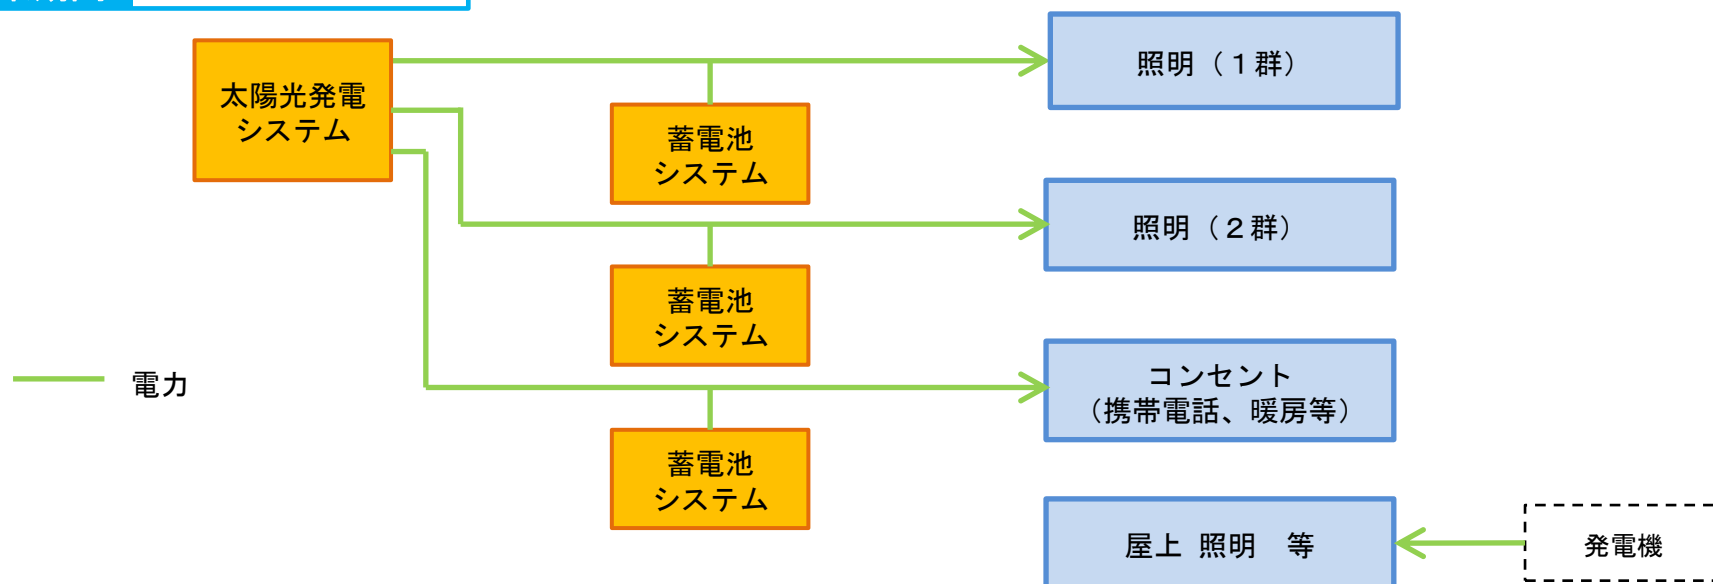 太陽光発電
システム
照明（１群）
蓄電池
システム
照明（２群）
蓄電池
システム
電力
コンセント
（携帯電話、暖房等）
蓄電池
システム
屋上 照明　等
発電機